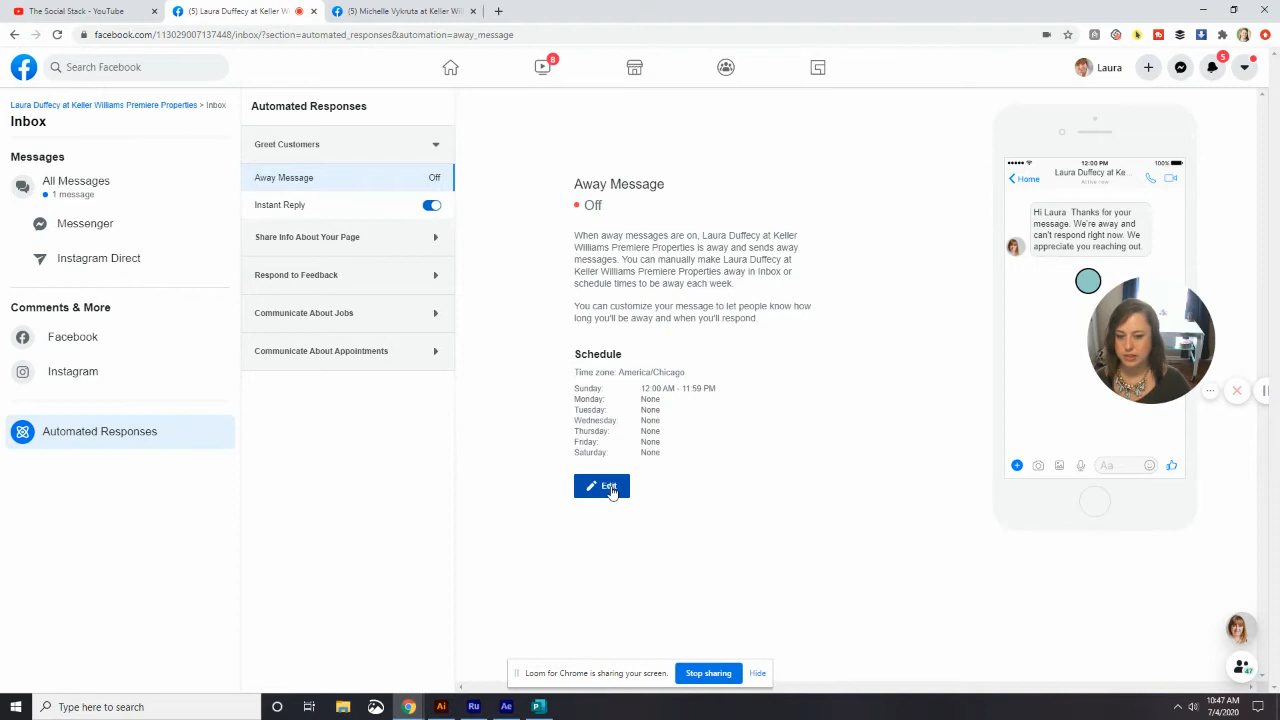 The Social Stack - YouTube
(5) Laura Duffecy at Keller Wi
(5) Michelle Vykruta at Keller Wil
facebook.com/113029007137448/inbox/?section=automated_responses&automation=away_message
Search Facebook
8
Laura
5
Laura Duffecy at Keller Williams Premiere Properties > Inbox
Inbox
Messages
All Messages
1 message
Messenger
Instagram Direct
Comments & More
Facebook
Instagram
Automated Responses
Automated Responses
Greet Customers
Away Message
Off
Instant Reply
Share Info About Your Page
Respond to Feedback
Communicate About Jobs
Communicate About Appointments
Away Message
Off
When away messages are on, Laura Duffecy at Keller
Williams Premiere Properties is away and sends away
messages. You can manually make Laura Duffecy at
Keller Williams Premiere Properties away in Inbox or
schedule times to be away each week.
You can customize your message to let people know how
long you'll be away and when you'll respond.
Schedule
Time zone: America/Chicago
Sunday: 12:00 AM - 11:59 PM
Monday: None
Tuesday: None
Wednesday: None
Thursday: None
Friday: None
Saturday: None
Edit
12:00 PM
100%
Home
Laura Duffecy at Ke...
Active now
Hi Laura Thanks for your
message. We're away and
can't respond right now. We
appreciate you reaching out.
Aa
47
Loom for Chrome is sharing your screen.
Stop sharing
Hide
Type here to search
Ai
Ru
Ae
P
10:47 AM
7/4/2020